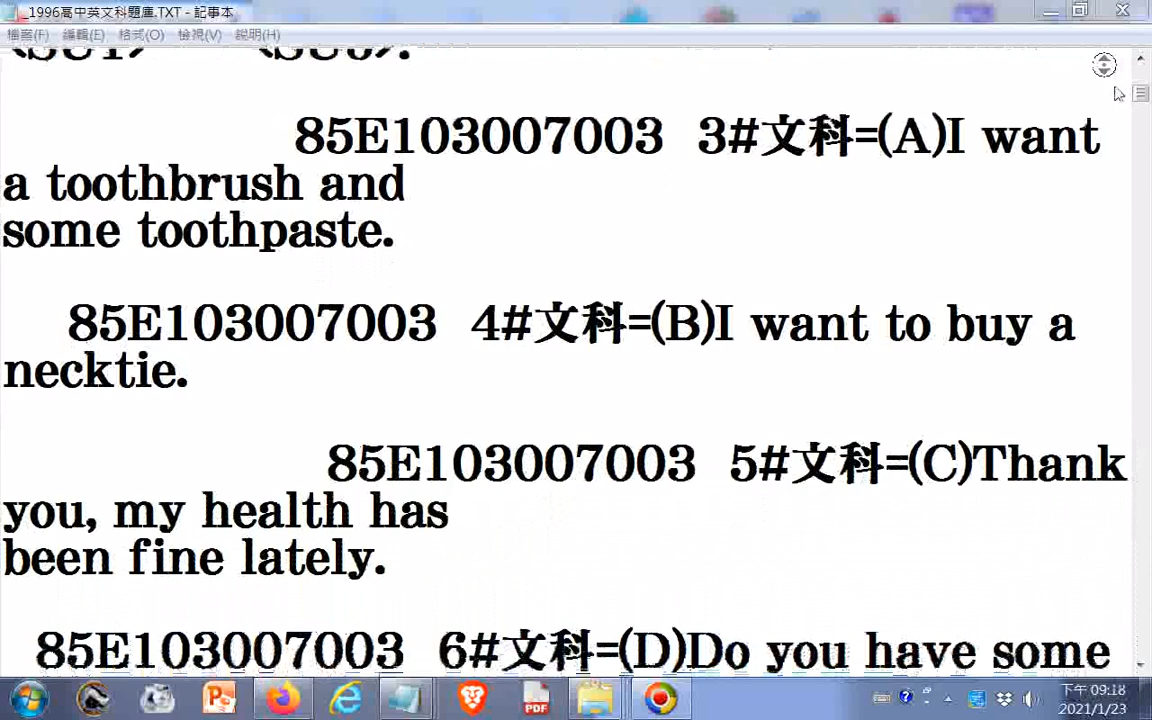 _1996高中英文科題庫.TXT - 記事本
檔案(F) 編輯(E) 格式(O) 檢視(V) 說明(H)
85E103007003 3#文科=(A)I want
a toothbrush and
some toothpaste.
85E103007003 4#文科=(B)I want to buy a
necktie.
85E103007003 5#文科=(C)Thank
you, my health has
been fine lately.
85E103007003 6#文科=(D)Do you have some
PDF
下午 09:18
2021/1/23